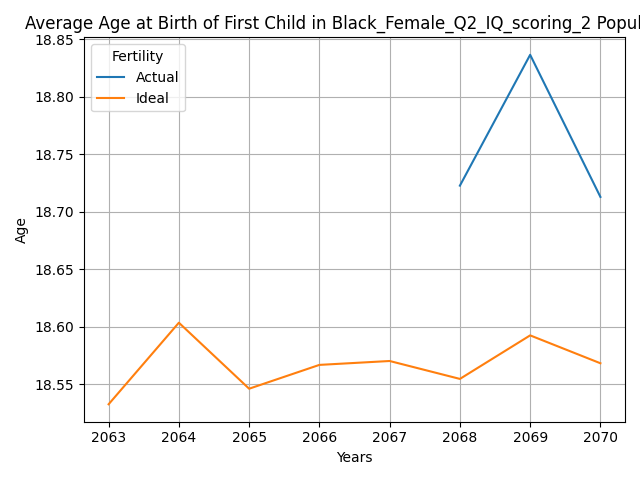 Average Age at Birth of First Child in Black_Female_Q2_IQ_scoring_2 Popul
18.85
18.80
18.75
18.70
18.65
18.60
18.55
Age
Fertility
Actual
Ideal
2063 2064 2065 2066 2067 2068 2069 2070
Years